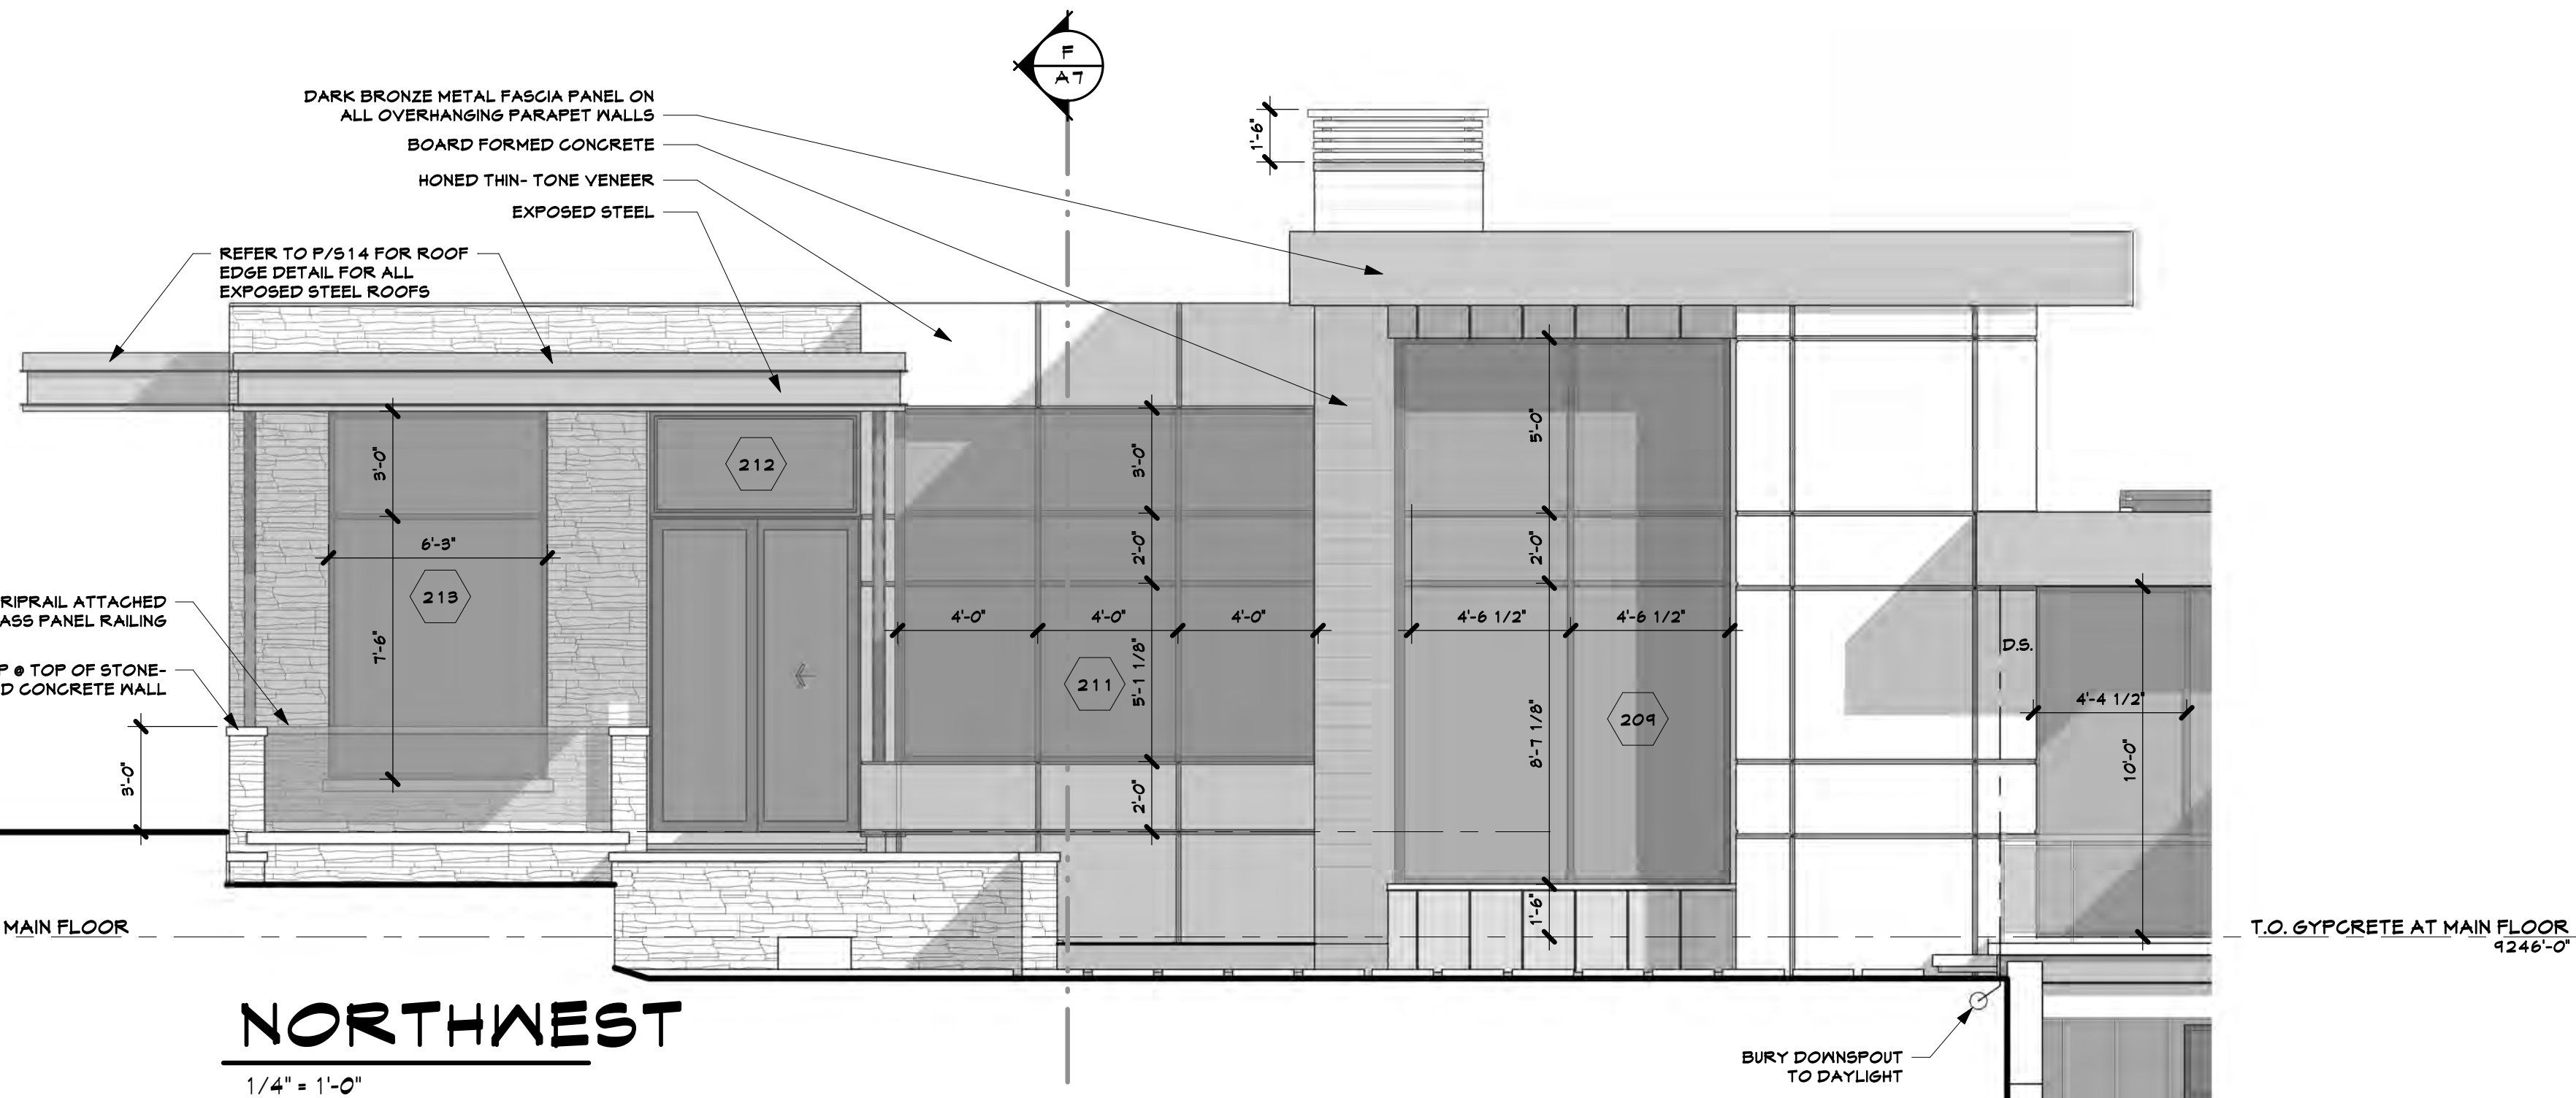 F
A7
DARK BRONZE METAL FASCIA PANEL ON
ALL OVERHANGING PARAPET WALLS
BOARD FORMED CONCRETE
HONED THIN- TONE VENEER
EXPOSED STEEL
REFER TO P/S14 FOR ROOF
EDGE DETAIL FOR ALL
EXPOSED STEEL ROOFS
1'-6"
3'-0"
212
3'-0"
5'-0"
6'-3"
213
2'-0"
2'-0"
RIPRAIL ATTACHED
ASS PANEL RAILING
7'-6"
4'-0"
4'-0"
4'-0"
4'-6 1/2"
4'-6 1/2"
D.S.
P @ TOP OF STONE-
D CONCRETE WALL
211
5'-1 1/8"
8'-7 1/8"
209
4'-4 1/2"
10'-0"
3'-0"
2'-0"
1'-6"
MAIN FLOOR
T.O. GYPCRETE AT MAIN FLOOR
9246'-0"
NORTHWEST
1/4" = 1'-0"
BURY DOWNSPOUT
TO DAYLIGHT